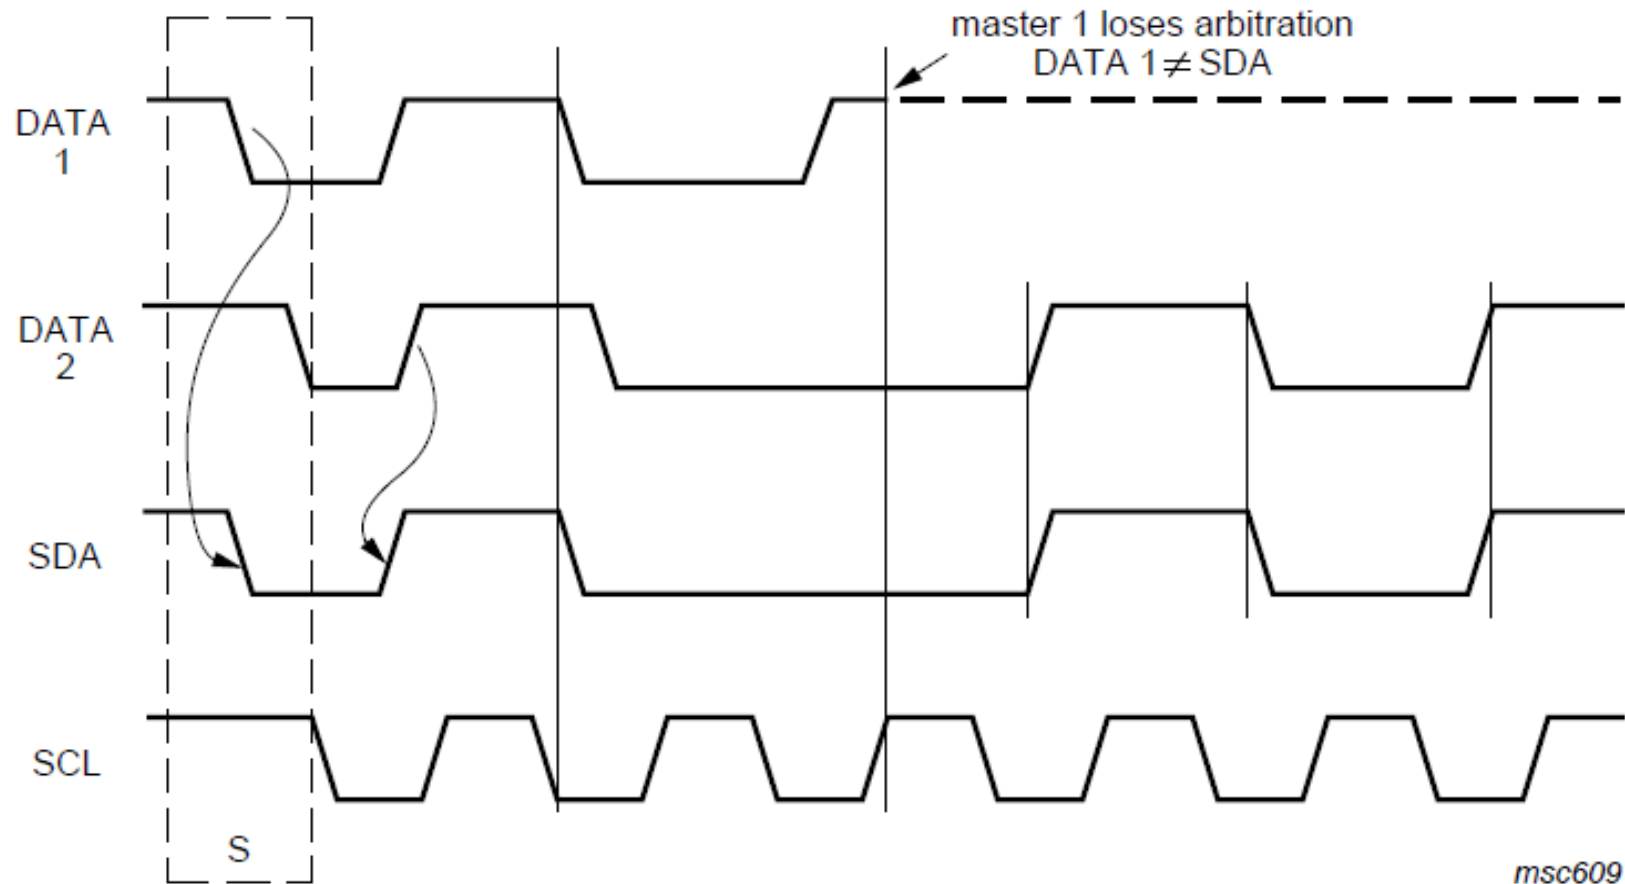 master 1 loses arbitration
DATA 1 ≠ SDA
DATA
1
DATA
2
SDA
SCL
S
msc609